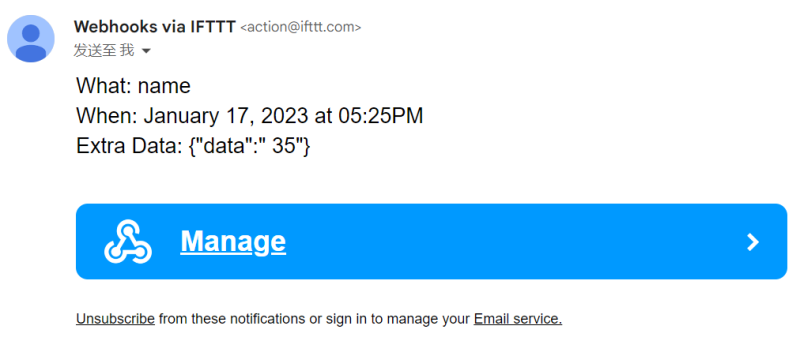 Webhooks via IFTTT <action@ifttt.com>
发送至 我
What: name
When: January 17, 2023 at 05:25PM
Extra Data: {"data":" 35"}
Manage
Unsubscribe from these notifications or sign in to manage your Email service.